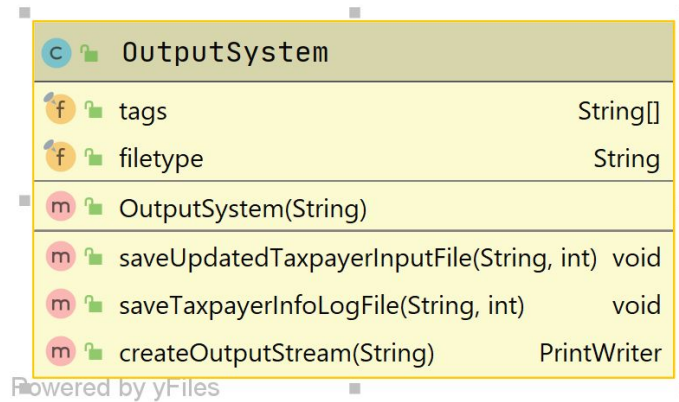 C OutputSystem
f tags String[]
f filetype String
m OutputSystem(String)
m saveUpdatedTaxpayerInputFile(String, int) void
m saveTaxpayerInfoLogFile(String, int) void
m createOutputStream(String) PrintWriter
Powered by yFiles